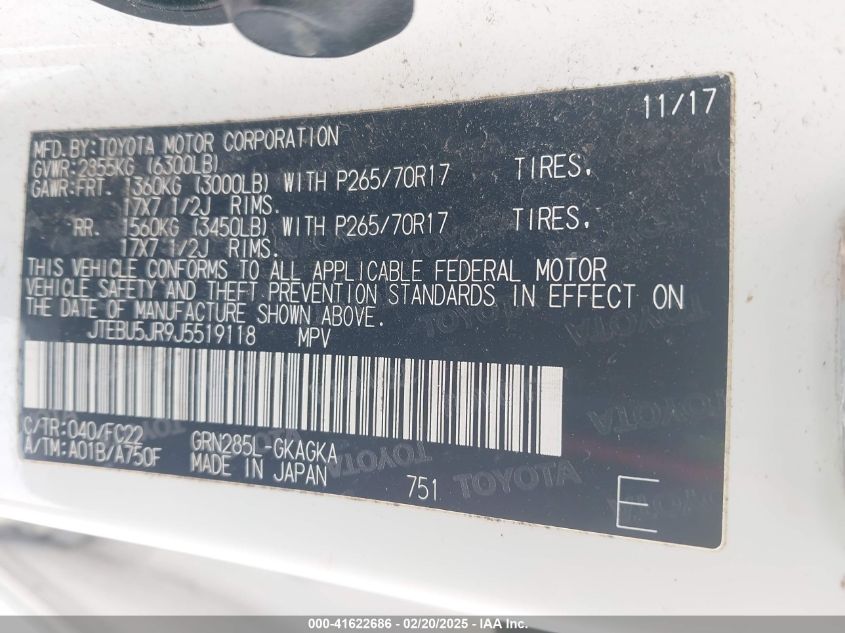 11/17
MFD.BY:TOYOTA MOTOR CORPORATION
GVWR:2855KG (6300LB)
GAWR:FRT. 1360KG (3000LB) WITH P265/70R17 TIRES.
17X7 1/2J RIMS.
RR. 1560KG (3450LB) WITH P265/70R17 TIRES.
17X7 1/2J RIMS.
THIS VEHICLE CONFORMS TO ALL APPLICABLE FEDERAL MOTOR
VEHICLE SAFETY AND THEFT PREVENTION STANDARDS IN EFFECT ON
THE DATE OF MANUFACTURE SHOWN ABOVE.
JTEBU5JR9J5519118 MPV
C/TR:040/FC22 GRN285L-GKAGKA
A/TM:A01B/A750F MADE IN JAPAN
751
E
TOYOTA
000-41622686 - 02/20/2025 - IAA Inc.